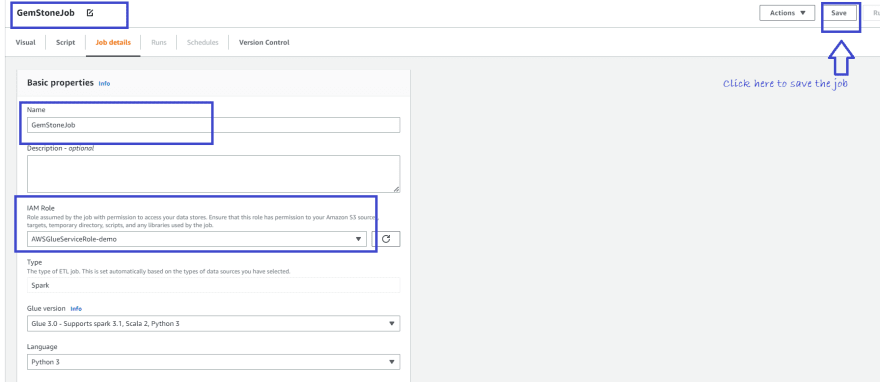 GemStoneJob
Actions Save
Visual Script Job details Runs Schedules Version Control
Click here to save the job
Basic properties Info
Name
GemStoneJob
Description - optional
IAM Role
Role assumed by the job with permission to access your data stores. Ensure that this role has permission to your Amazon S3 sources,
targets, temporary directory, scripts, and any libraries used by the job.
AWSGlueServiceRole-demo
Type
The type of ETL job. This is set automatically based on the types of data sources you have selected.
Spark
Glue version Info
Glue 3.0 - Supports spark 3.1, Scala 2, Python 3
Language
Python 3